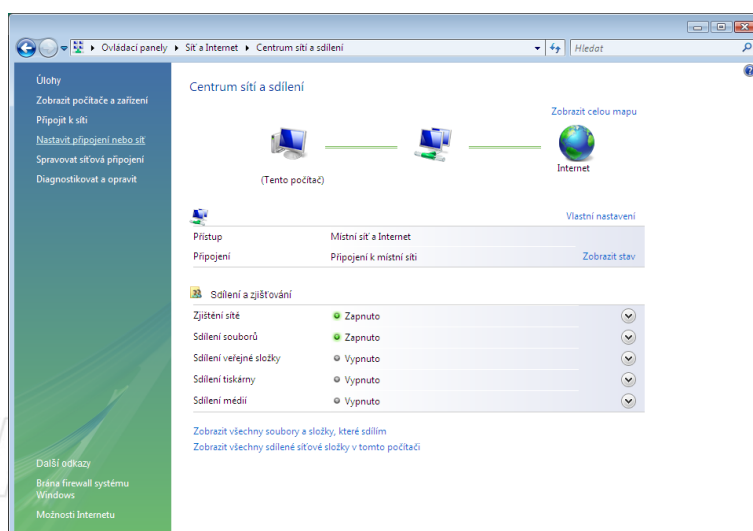 Ovládací panely ▸ Síť a Internet ▸ Centrum sítí a sdílení
Hledat
Úlohy
Zobrazit počítače a zařízení
Připojit k síti
Nastavit připojení nebo síť
Spravovat síťová připojení
Diagnostikovat a opravit
Další odkazy
Brána firewall systému
Windows
Možnosti Internetu
Centrum sítí a sdílení
Zobrazit celou mapu
(Tento počítač)
Internet
Vlastní nastavení
Přístup Místní síť a Internet
Připojení Připojení k místní síti Zobrazit stav
Sdílení a zjišťování
Zjištění sítě Zapnuto
Sdílení souborů Zapnuto
Sdílení veřejné složky Vypnuto
Sdílení tiskárny Vypnuto
Sdílení médií Vypnuto
Zobrazit všechny soubory a složky, které sdílím
Zobrazit všechny sdílené síťové složky v tomto počítači